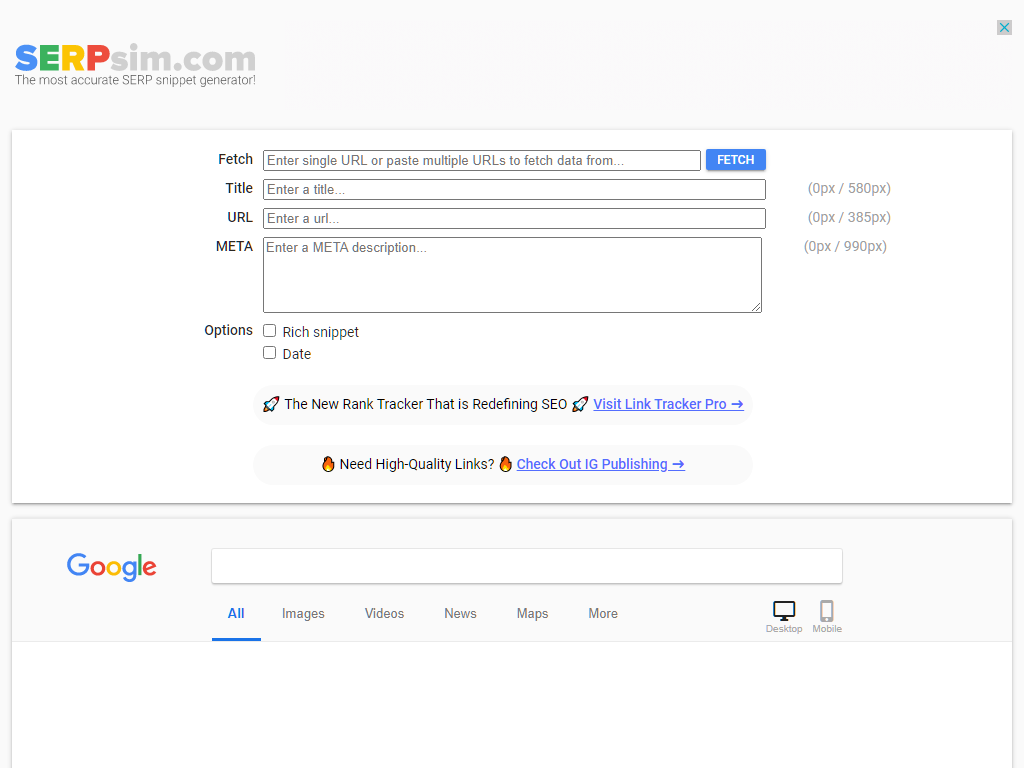 SERPsim.com
The most accurate SERP snippet generator!
Fetch Enter single URL or paste multiple URLs to fetch data from... FETCH
Title Enter a title... (0px / 580px)
URL Enter a url... (0px / 385px)
META Enter a META description... (0px / 990px)
Options Rich snippet
Date
🚀 The New Rank Tracker That is Redefining SEO 🚀 Visit Link Tracker Pro →
🔥 Need High-Quality Links? 🔥 Check Out IG Publishing →
Google
All Images Videos News Maps More
Desktop Mobile